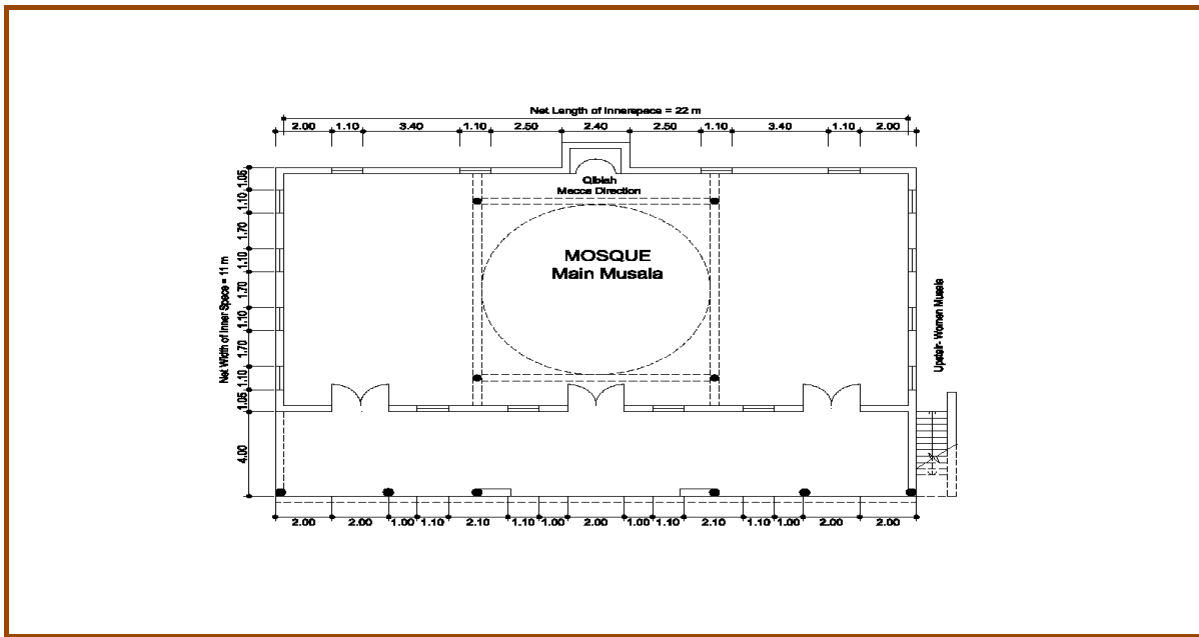 Net Length of Innerspace = 22 m
2.00 1.10 3.40 1.10 2.50 2.40 2.50 1.10 3.40 1.10 2.00
Qiblah
Mecca Direction
MOSQUE
Main Musala
Net Width of Inner Space = 11 m
1.05 1.10 1.70 1.10 1.70 1.10 1.70 1.10 1.05
4.00
Upstair- Women Musala
2.00 2.00 1.00 1.10 2.10 1.10 1.00 2.00 1.00 1.10 2.10 1.10 1.00 2.00 2.00